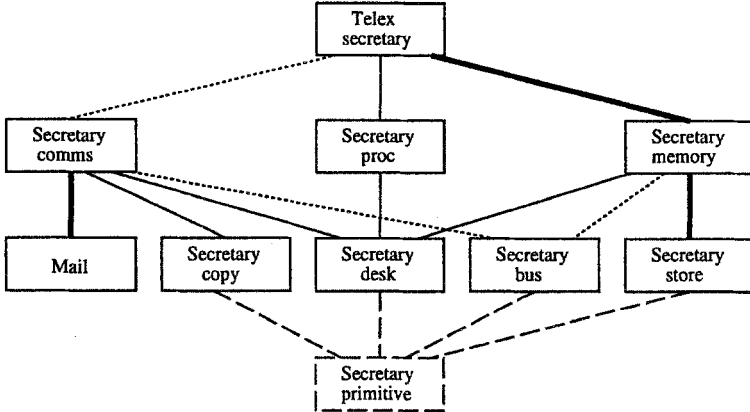 Telex
secretary
Secretary
comms
Secretary
proc
Secretary
memory
Mail
Secretary
copy
Secretary
desk
Secretary
bus
Secretary
store
Secretary
primitive